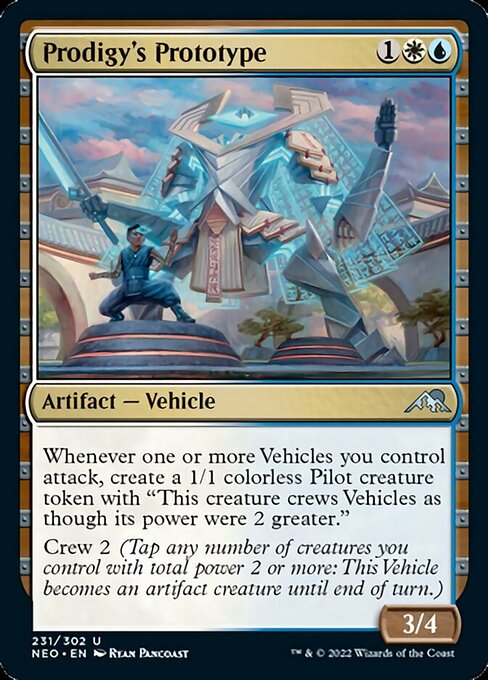 Prodigy's Prototype 1
Artifact — Vehicle
Whenever one or more Vehicles you control
attack, create a 1/1 colorless Pilot creature
token with “This creature crews Vehicles as
though its power were 2 greater.”
Crew 2 (Tap any number of creatures you
control with total power 2 or more: This Vehicle
becomes an artifact creature until end of turn.)
3/4
231/302 U
NEO • EN Ryan Pancoast
™ & © 2022 Wizards of the Coast